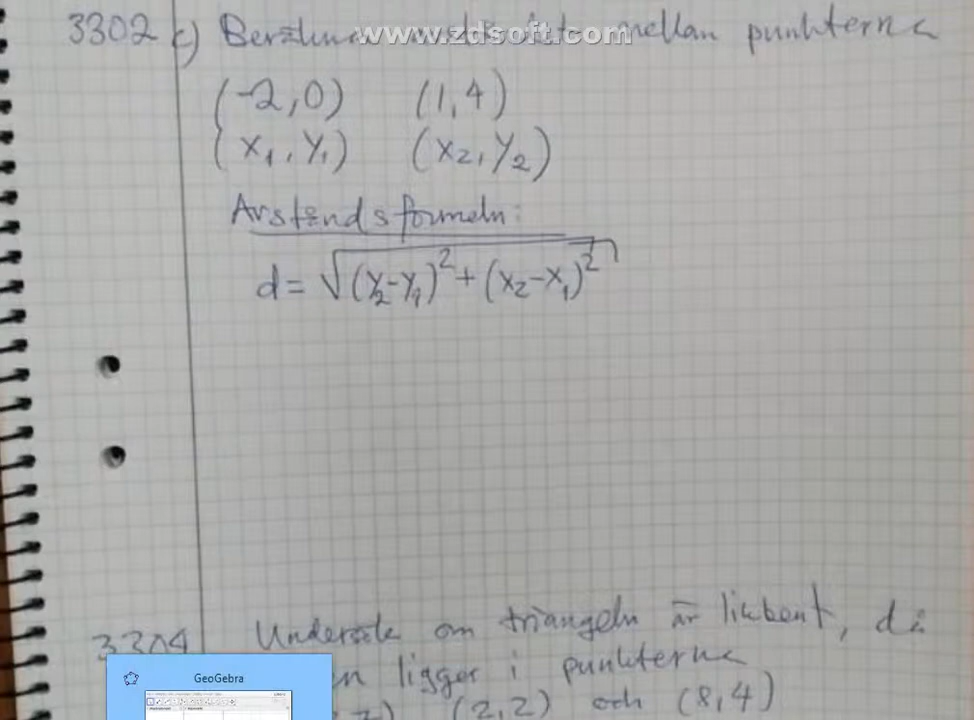 3302 c) Beräkna avståndet mellan punkterna
www.zdsoft.com
(-2,0) (1,4)
(x₁, y₁) (x₂, y₂)
Avståndsformeln:
d = √((y₂-y₁)² + (x₂-x₁)²)
3304 Undersök om triangeln är likbent, då
ligger i punkterna
(2,2) och (8,4)
GeoGebra